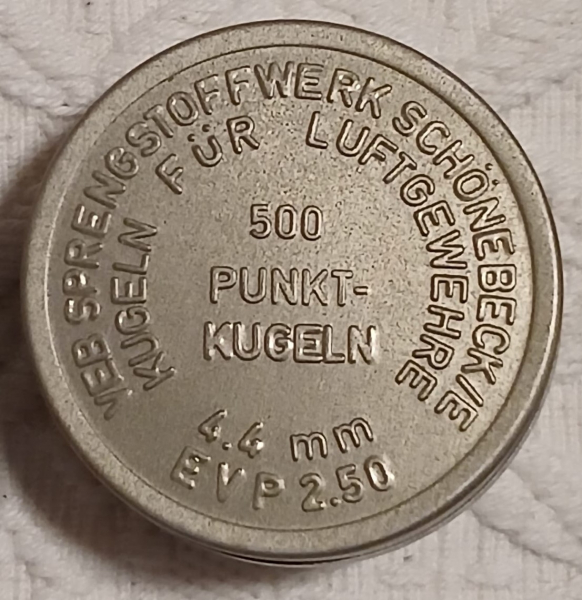 VEB SPRENGSTOFFWERK SCHÖNEBECK/E
KUGELN FÜR LUFTGEWEHRE
500
PUNKT-
KUGELN
4.4 mm
EVP 2.50